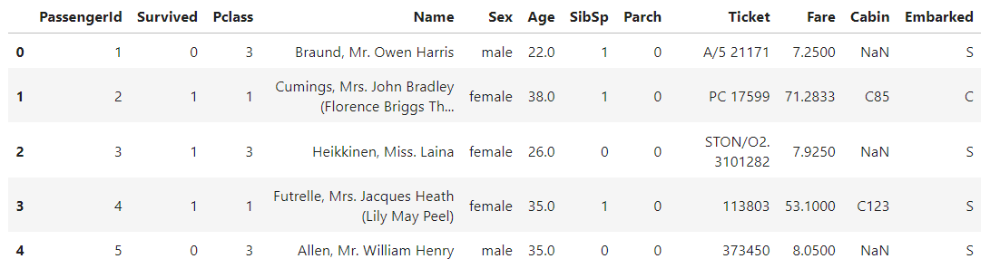 PassengerId Survived Pclass Name Sex Age SibSp Parch Ticket Fare Cabin Embarked
0 1 0 3 Braund, Mr. Owen Harris male 22.0 1 0 A/5 21171 7.2500 NaN S
1 2 1 1 Cumings, Mrs. John Bradley (Florence Briggs Th... female 38.0 1 0 PC 17599 71.2833 C85 C
2 3 1 3 Heikkinen, Miss. Laina female 26.0 0 0 STON/O2. 3101282 7.9250 NaN S
3 4 1 1 Futrelle, Mrs. Jacques Heath (Lily May Peel) female 35.0 1 0 113803 53.1000 C123 S
4 5 0 3 Allen, Mr. William Henry male 35.0 0 0 373450 8.0500 NaN S